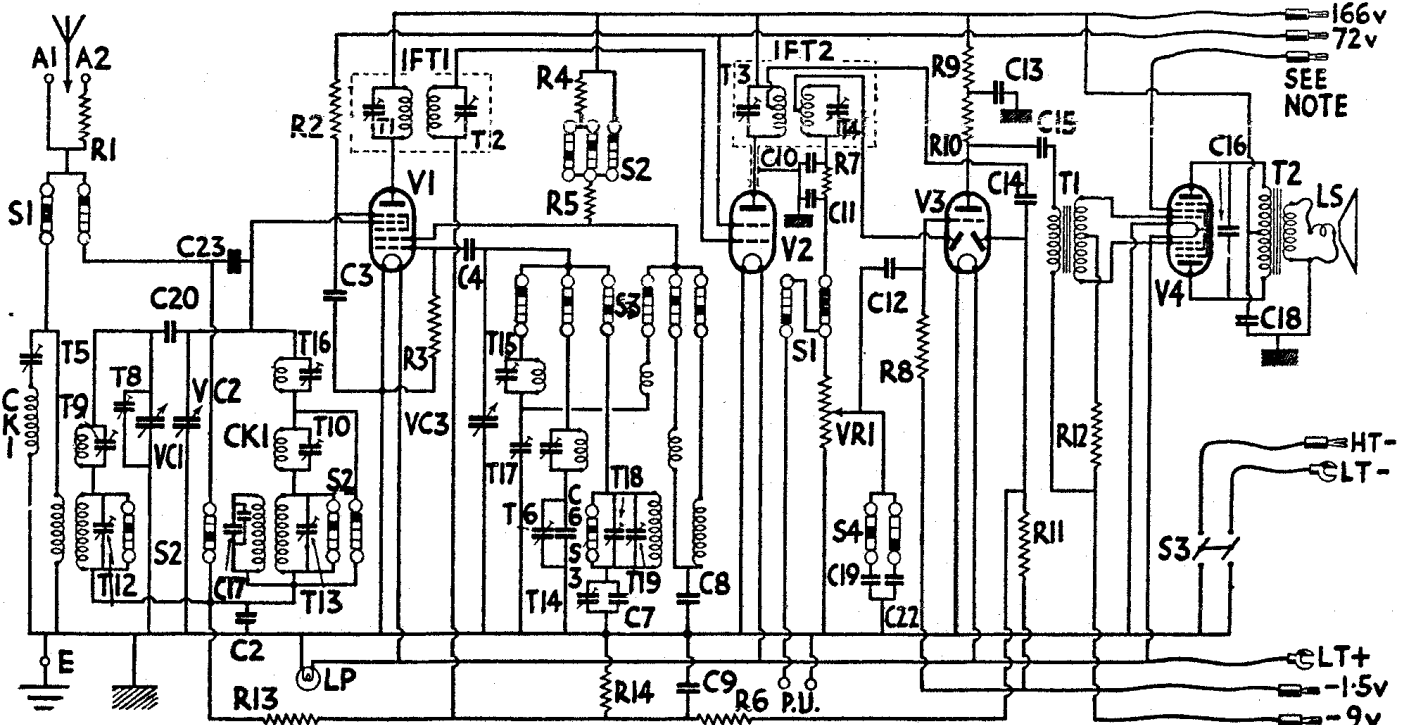 166v
72v
SEE
NOTE
A1 A2
R1
IFT1
T1
T2
R2
R4
S2
R5
IFT2
T3
T4
C10
R7
C11
R9
C13
R10
C15
C14
T1
C16
T2
LS
S1
C23
V1
C3
C4
V2
V3
V4
C18
C20
T5
T8
VC2
T16
R3
T15
S3
S1
C12
R8
CK1
T9
VC1
CK1
T10
VC3
T17
VR1
R12
HT-
LT-
S2
T18
C6
T6
S3
S4
R11
S3
T12
S2
C17
T13
T14
T19
C7
C8
C19
C22
C2
E
LP
R13
R14
C9
R6
P.U.
LT+
-1.5v
-9v